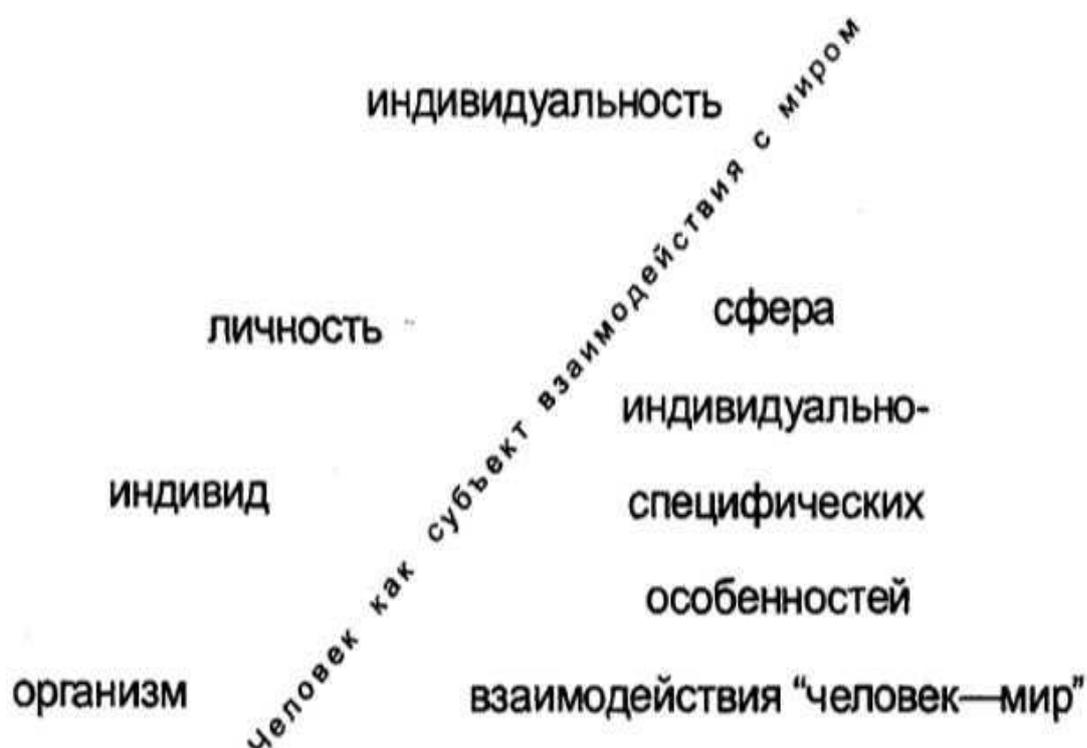 индивидуальность
Человек как субъект взаимодействия с миром
личность
сфера
индивидуально-
индивид
специфических
особенностей
организм
взаимодействия “человек—мир”